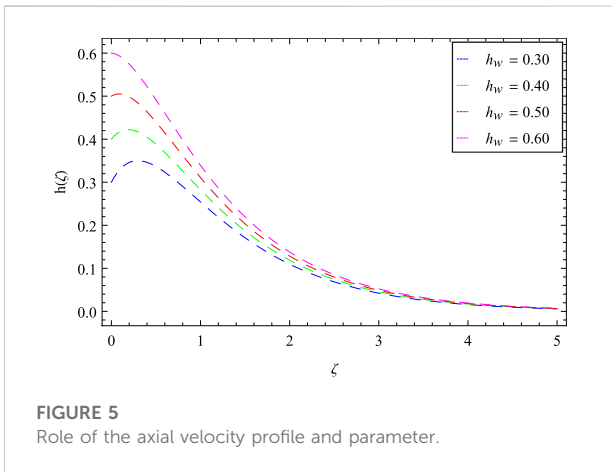 h_w = 0.30
h_w = 0.40
h_w = 0.50
h_w = 0.60
0.6
0.5
0.4
0.3
0.2
0.1
0.0
h(ζ)
0 1 2 3 4 5
ζ
FIGURE 5
Role of the axial velocity profile and parameter.